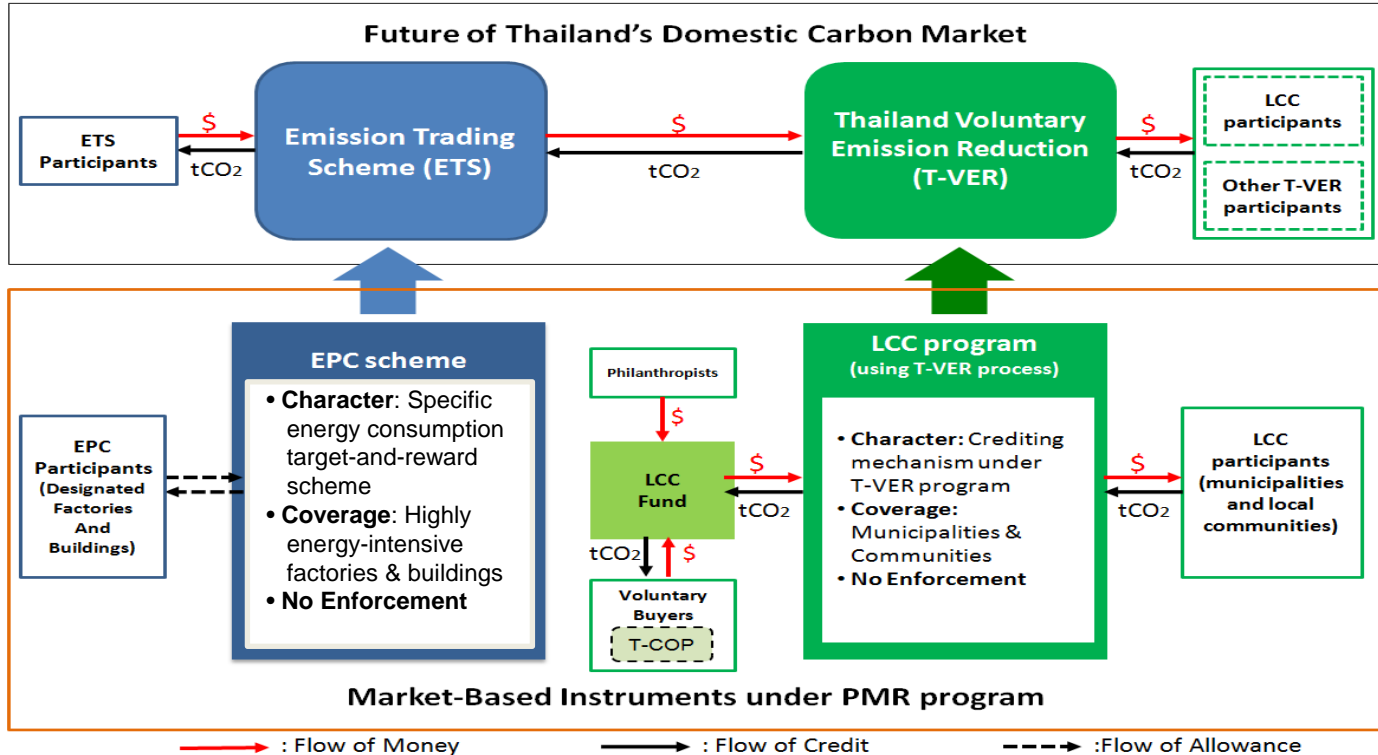 Future of Thailand's Domestic Carbon Market
ETS
Participants
$
tCO2
Emission Trading
Scheme (ETS)
$
tCO2
Thailand Voluntary
Emission Reduction
(T-VER)
$
tCO2
LCC
participants
Other T-VER
participants
EPC scheme
• Character: Specific
energy consumption
target-and-reward
scheme
• Coverage: Highly
energy-intensive
factories & buildings
• No Enforcement
EPC
Participants
(Designated
Factories
And
Buildings)
Philanthropists
$
LCC
Fund
$
tCO2
tCO2
$
Voluntary
Buyers
T-COP
LCC program
(using T-VER process)
• Character: Crediting
mechanism under
T-VER program
• Coverage:
Municipalities &
Communities
• No Enforcement
$
tCO2
LCC
participants
(municipalities
and local
communities)
Market-Based Instruments under PMR program
: Flow of Money
: Flow of Credit
:Flow of Allowance